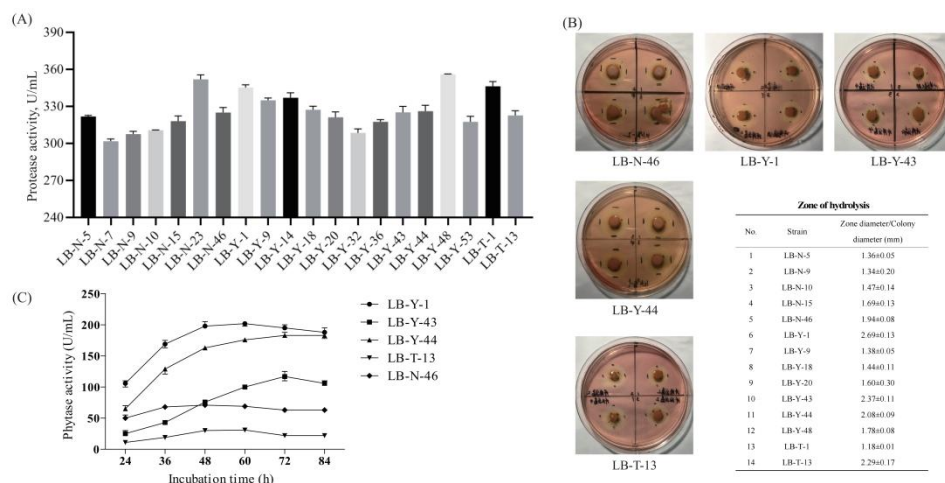 (A)
Protease activity, U/mL
390
360
330
300
270
240
LB-N-5
LB-N-7
LB-N-9
LB-N-10
LB-N-15
LB-N-23
LB-N-46
LB-Y-1
LB-Y-9
LB-Y-14
LB-Y-18
LB-Y-20
LB-Y-32
LB-Y-36
LB-Y-43
LB-Y-44
LB-Y-48
LB-Y-53
LB-T-1
LB-T-13
(B)
LB-N-46
LB-Y-1
LB-Y-43
LB-Y-44
LB-T-13
Zone of hydrolysis
No. Strain Zone diameter/Colony
diameter (mm)
1 LB-N-5 1.36±0.05
2 LB-N-9 1.34±0.20
3 LB-N-10 1.47±0.14
4 LB-N-15 1.69±0.13
5 LB-N-46 1.94±0.08
6 LB-Y-1 2.69±0.13
7 LB-Y-9 1.38±0.05
8 LB-Y-18 1.44±0.11
9 LB-Y-20 1.60±0.30
10 LB-Y-43 2.37±0.11
11 LB-Y-44 2.08±0.09
12 LB-Y-48 1.78±0.08
13 LB-T-1 1.18±0.01
14 LB-T-13 2.29±0.17
(C)
Phytase activity (U/mL)
250
200
150
100
50
0
24 36 48 60 72 84
Incubation time (h)
LB-Y-1
LB-Y-43
LB-Y-44
LB-T-13
LB-N-46